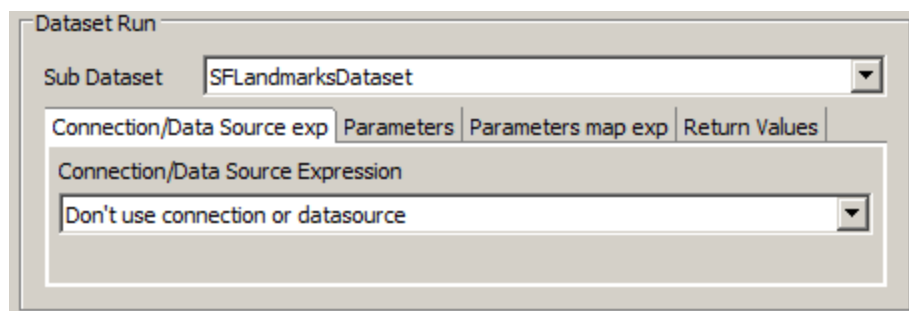 Dataset Run
Sub Dataset SFLandmarksDataset
Connection/Data Source exp Parameters Parameters map exp Return Values
Connection/Data Source Expression
Don't use connection or datasource